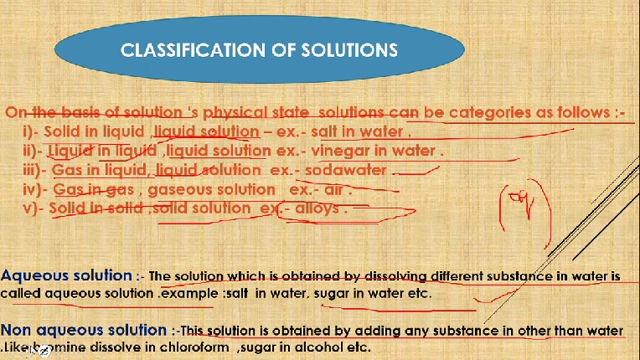 CLASSIFICATION OF SOLUTIONS
On the basis of solution 's physical state solutions can be categories as follows :-
i)- Solid in liquid ,liquid solution – ex.- salt in water .
ii)- Liquid in liquid ,liquid solution ex.- vinegar in water .
iii)- Gas in liquid, liquid solution ex.- sodawater .
iv)- Gas in gas , gaseous solution ex.- air .
v)- Solid in solid ,solid solution ex.- alloys .
(aq)
Aqueous solution :- The solution which is obtained by dissolving different substance in water is
called aqueous solution .example :salt in water, sugar in water etc.
Non aqueous solution :-This solution is obtained by adding any substance in other than water
.Like bromine dissolve in chloroform ,sugar in alcohol etc.